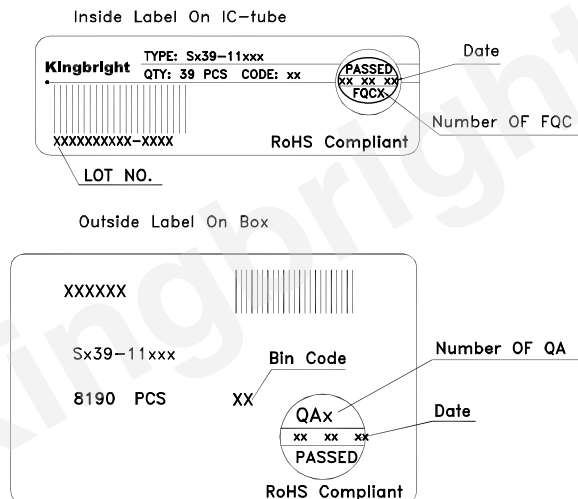 Inside Label On IC-tube
Kingbright
TYPE: Sx39-11xxx
QTY: 39 PCS CODE: xx
PASSED
xx xx xx
FQCX
Date
Number OF FQC
XXXXXXXXXX-XXXX
RoHS Compliant
LOT NO.
Outside Label On Box
XXXXXX
Sx39-11xxx
8190 PCS
Bin Code
XX
Number OF QA
QAx
Date
xx xx xx
PASSED
RoHS Compliant
Kingbright